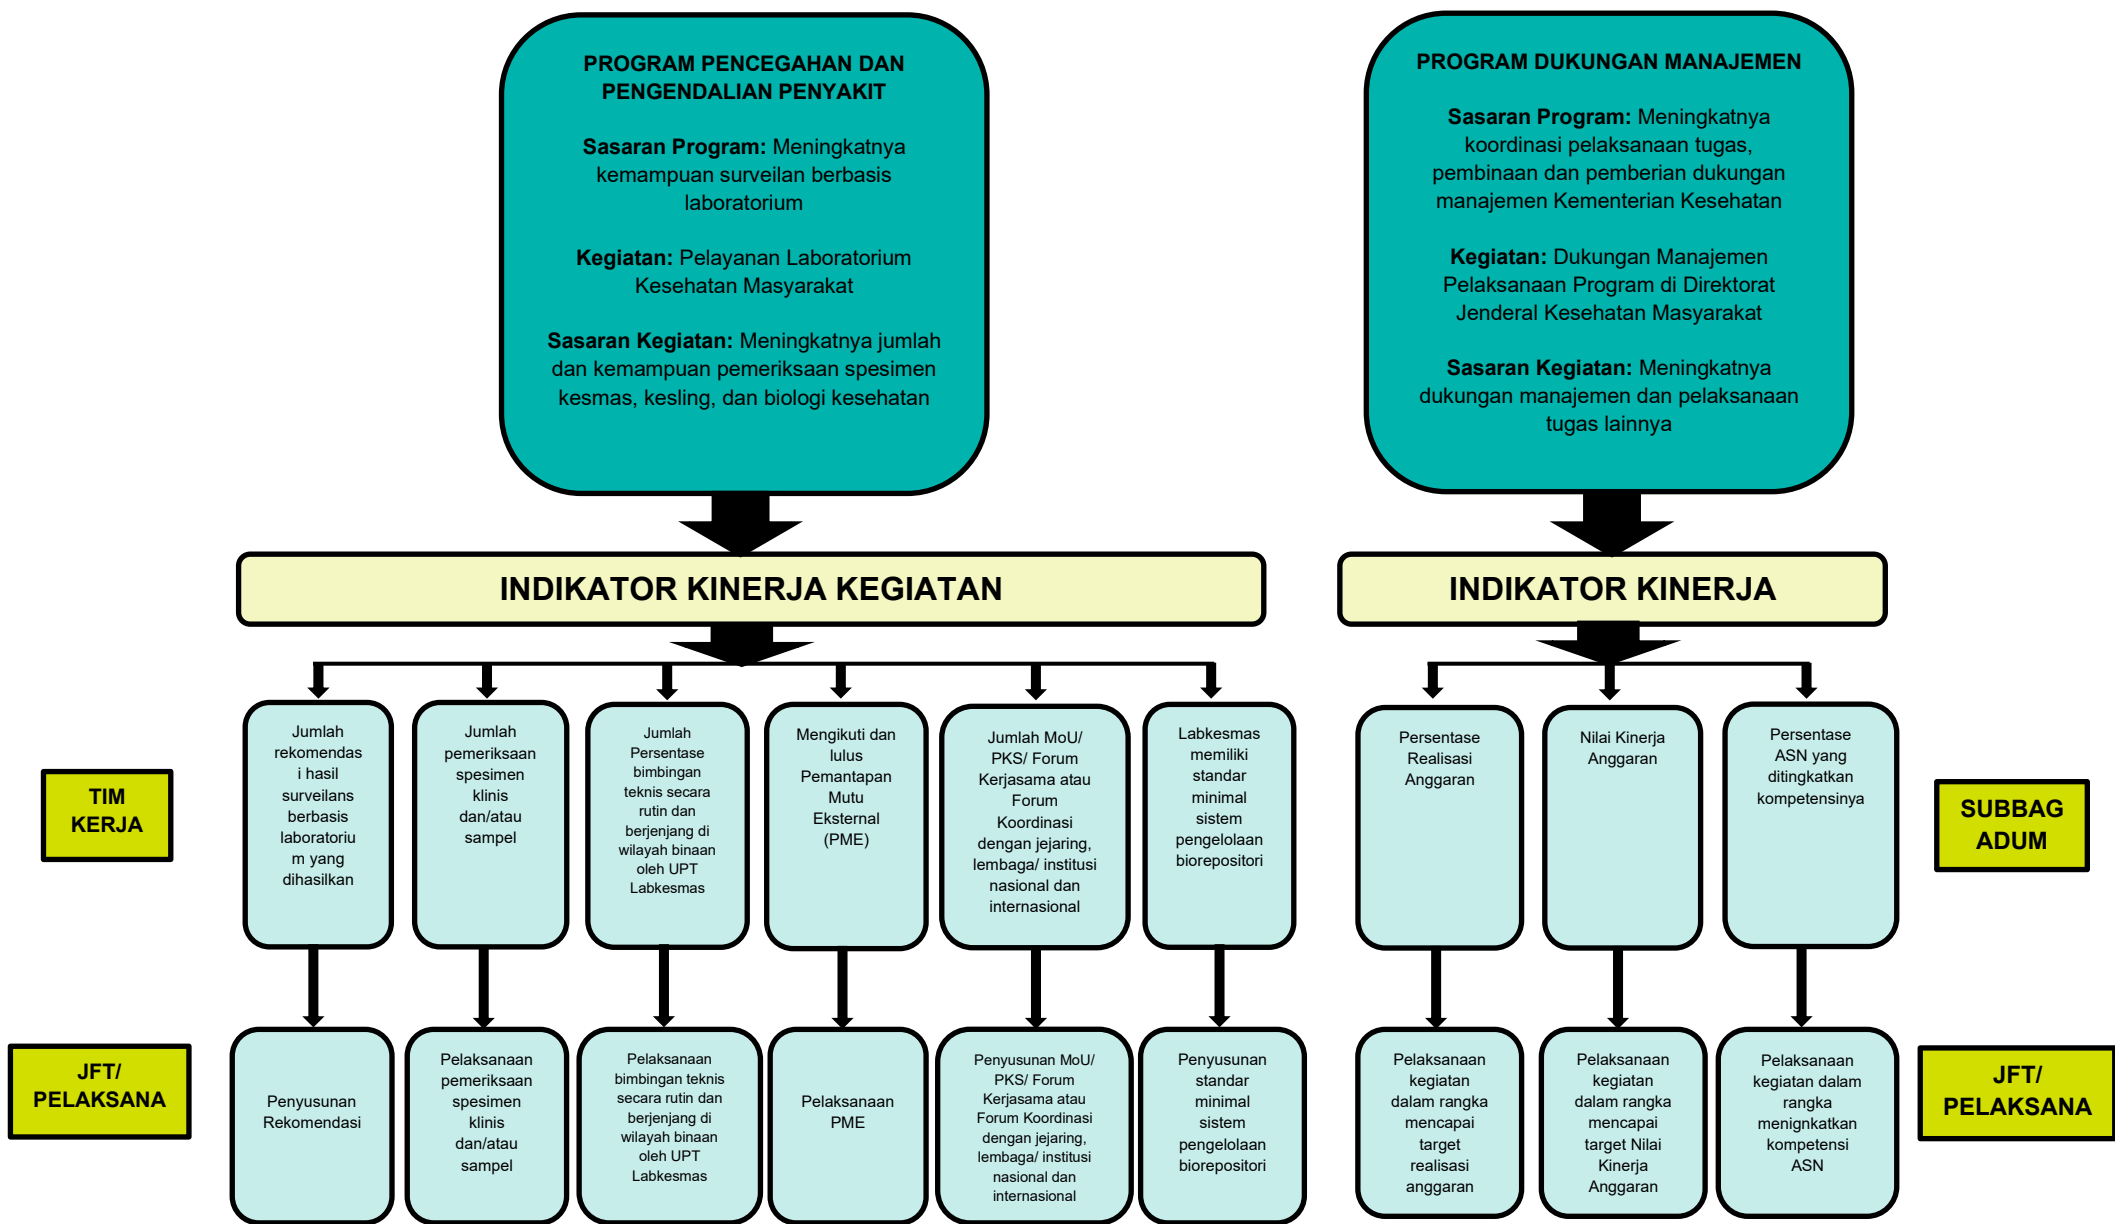 PROGRAM PENCEGAHAN DAN
PENGENDALIAN PENYAKIT
Sasaran Program: Meningkatnya
kemampuan surveilan berbasis
laboratorium
Kegiatan: Pelayanan Laboratorium
Kesehatan Masyarakat
Sasaran Kegiatan: Meningkatnya jumlah
dan kemampuan pemeriksaan spesimen
kesmas, kesling, dan biologi kesehatan
PROGRAM DUKUNGAN MANAJEMEN
Sasaran Program: Meningkatnya
koordinasi pelaksanaan tugas,
pembinaan dan pemberian dukungan
manajemen Kementerian Kesehatan
Kegiatan: Dukungan Manajemen
Pelaksanaan Program di Direktorat
Jenderal Kesehatan Masyarakat
Sasaran Kegiatan: Meningkatnya
dukungan manajemen dan pelaksanaan
tugas lainnya
INDIKATOR KINERJA KEGIATAN
INDIKATOR KINERJA
TIM
KERJA
Jumlah
rekomendas
i hasil
surveilans
berbasis
laboratoriu
m yang
dihasilkan
Jumlah
pemeriksaan
spesimen
klinis
dan/atau
sampel
Jumlah
Persentase
bimbingan
teknis secara
rutin dan
berjenjang di
wilayah binaan
oleh UPT
Labkesmas
Mengikuti dan
lulus
Pemantapan
Mutu
Eksternal
(PME)
Jumlah MoU/
PKS/ Forum
Kerjasama atau
Forum
Koordinasi
dengan jejaring,
lembaga/ institusi
nasional dan
internasional
Labkesmas
memiliki
standar
minimal
sistem
pengelolaan
biorepositori
Persentase
Realisasi
Anggaran
Nilai Kinerja
Anggaran
Persentase
ASN yang
ditingkatkan
kompetensinya
SUBBAG
ADUM
JFT/
PELAKSANA
Penyusunan
Rekomendasi
Pelaksanaan
pemeriksaan
spesimen
klinis
dan/atau
sampel
Pelaksanaan
bimbingan teknis
secara rutin dan
berjenjang di
wilayah binaan
oleh UPT
Labkesmas
Pelaksanaan
PME
Penyusunan MoU/
PKS/ Forum
Kerjasama atau
Forum Koordinasi
dengan jejaring,
lembaga/ institusi
nasional dan
internasional
Penyusunan
standar
minimal
sistem
pengelolaan
biorepositori
Pelaksanaan
kegiatan
dalam rangka
mencapai
target
realisasi
anggaran
Pelaksanaan
kegiatan
dalam rangka
mencapai
target Nilai
Kinerja
Anggaran
Pelaksanaan
kegiatan dalam
rangka
menignkatkan
kompetensi
ASN
JFT/
PELAKSANA